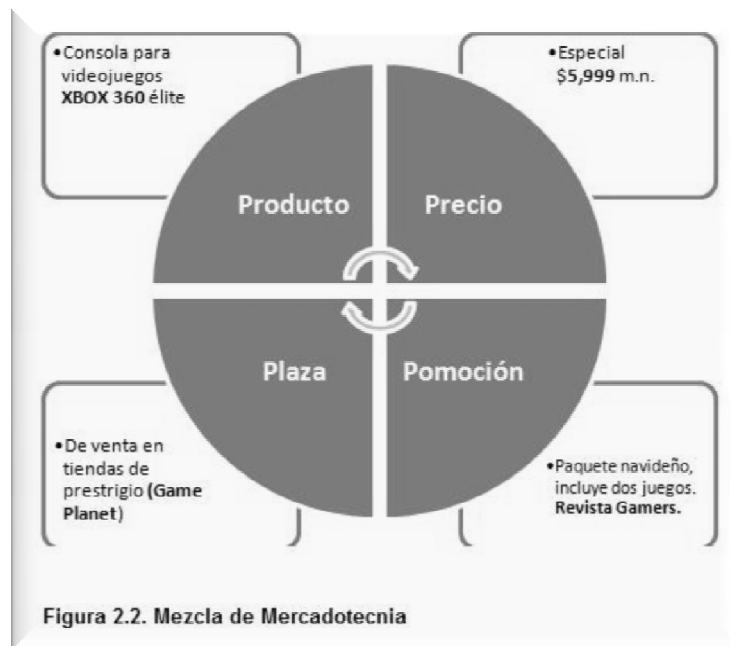 •Consola para
videojuegos
XBOX 360 élite
•Especial
$5,999 m.n.
Producto
Precio
Plaza
Pomoción
•De venta en
tiendas de
prestrigio (Game
Planet)
•Paquete navideño,
incluye dos juegos.
Revista Gamers.
Figura 2.2. Mezcla de Mercadotecnia